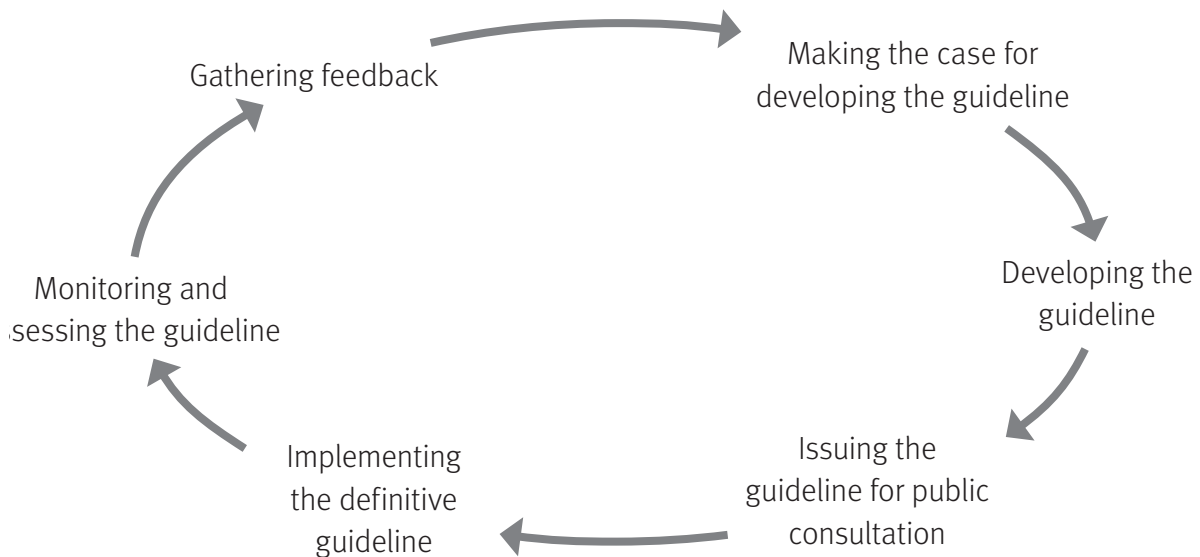 Gathering feedback
Making the case for
developing the guideline
Developing the
guideline
Issuing the
guideline for public
consultation
Implementing
the definitive
guideline
Monitoring and
sessing the guideline